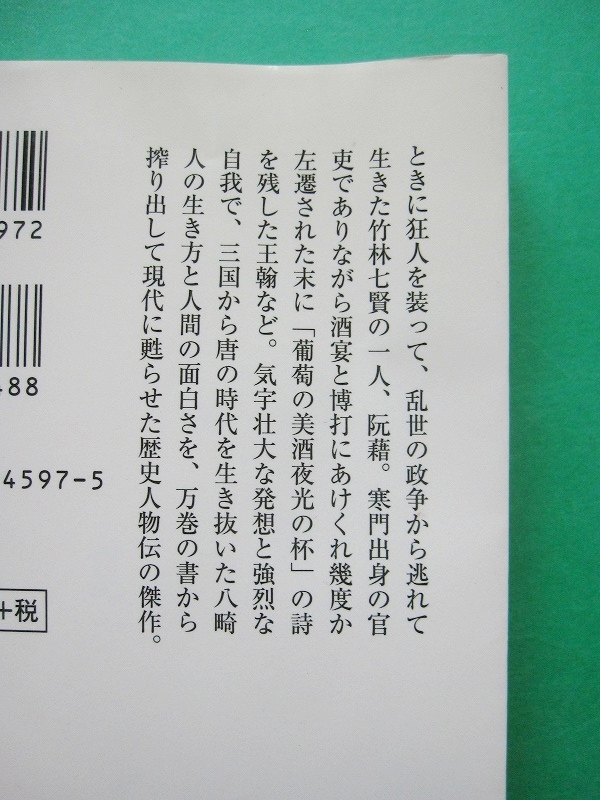 ときに狂人を装って、乱世の政争から逃れて
生きた竹林七賢の一人、阮藉。寒門出身の官
吏でありながら酒宴と博打にあけくれ幾度か
左遷された末に「葡萄の美酒夜光の杯」の詩
を残した王翰など。気宇壮大な発想と強烈な
自我で、三国から唐の時代を生き抜いた八畸
人の生き方と人間の面白さを、万巻の書から
搾り出して現代に甦らせた歴史人物伝の傑作。
972
488
4597-5
+税